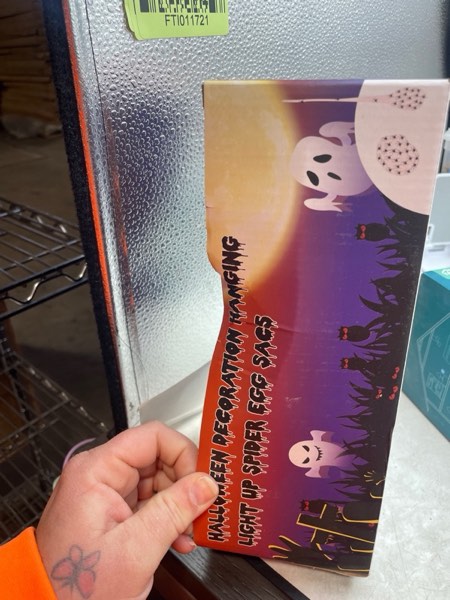 FTI011721
HALLOWEEN DECORATION HANGING
LIGHT UP SPIDER EGG SACS